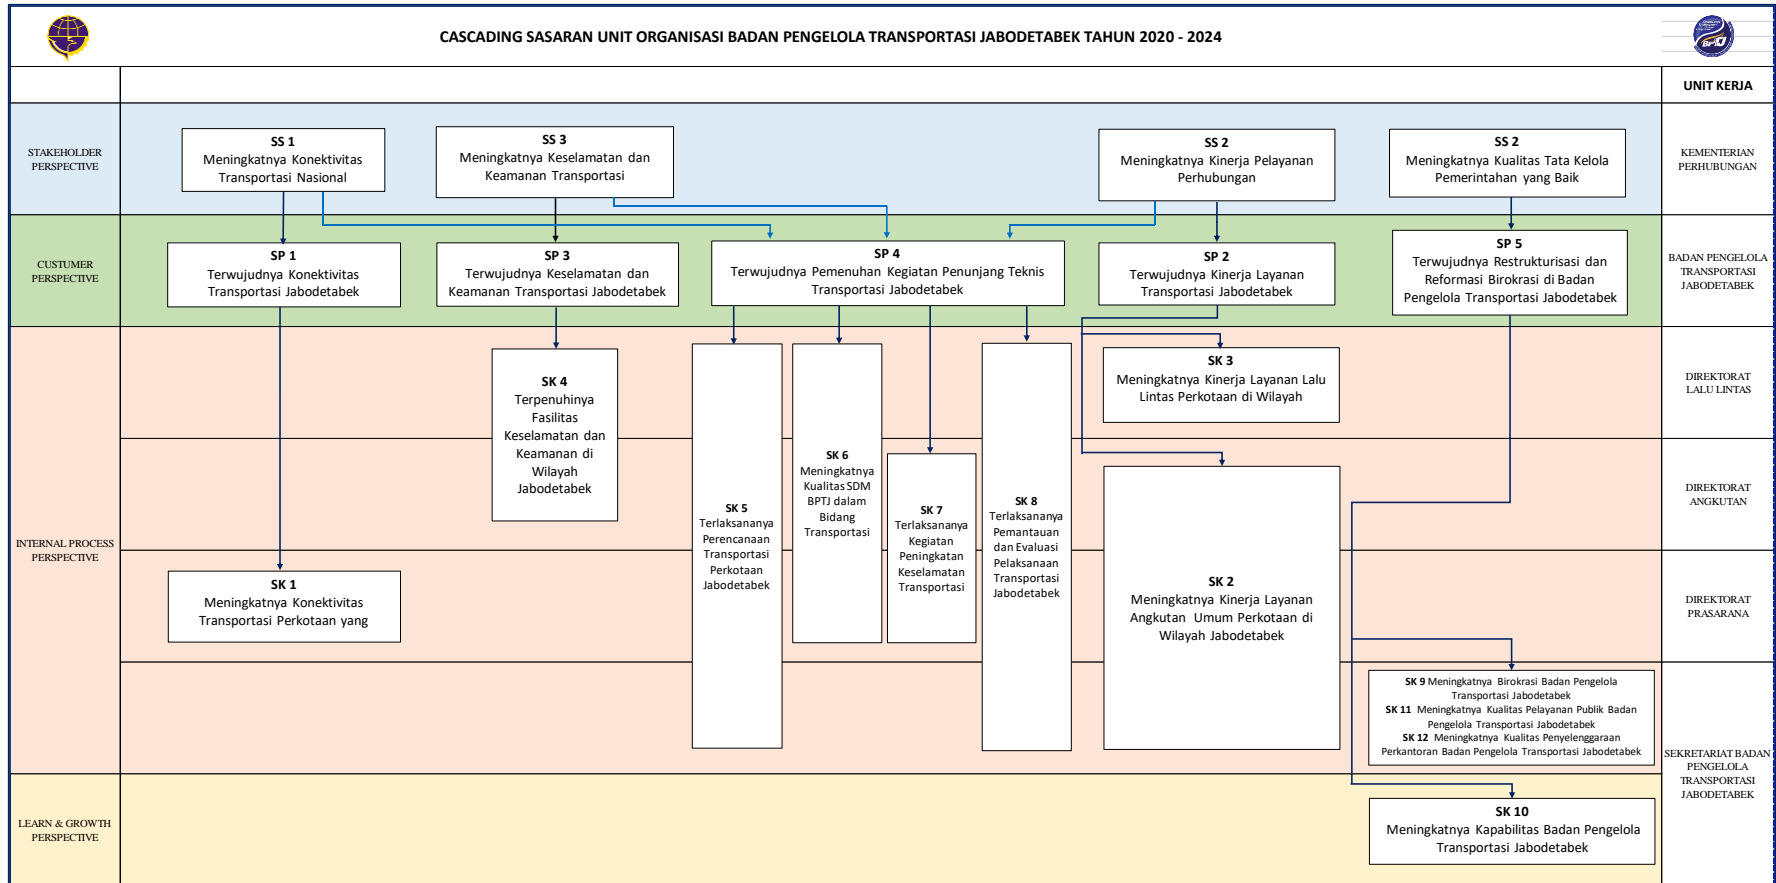 CASCADING SASARAN UNIT ORGANISASI BADAN PENGELOLA TRANSPORTASI JABODETABEK TAHUN 2020 - 2024
UNIT KERJA
STAKEHOLDER
PERSPECTIVE
SS 1
Meningkatnya Konektivitas
Transportasi Nasional
SS 3
Meningkatnya Keselamatan dan
Keamanan Transportasi
SS 2
Meningkatnya Kinerja Pelayanan
Perhubungan
SS 2
Meningkatnya Kualitas Tata Kelola
Pemerintahan yang Baik
KEMENTERIAN
PERHUBUNGAN
CUSTUMER
PERSPECTIVE
SP 1
Terwujudnya Konektivitas
Transportasi Jabodetabek
SP 3
Terwujudnya Keselamatan dan
Keamanan Transportasi Jabodetabek
SP 4
Terwujudnya Pemenuhan Kegiatan Penunjang Teknis
Transportasi Jabodetabek
SP 2
Terwujudnya Kinerja Layanan
Transportasi Jabodetabek
SP 5
Terwujudnya Restrukturisasi dan
Reformasi Birokrasi di Badan
Pengelola Transportasi Jabodetabek
BADAN PENGELOLA
TRANSPORTASI
JABODETABEK
INTERNAL PROCESS
PERSPECTIVE
SK 4
Terpenuhinya
Fasilitas
Keselamatan dan
Keamanan di
Wilayah
Jabodetabek
SK 5
Terlaksananya
Perencanaan
Transportasi
Perkotaan
Jabodetabek
SK 6
Meningkatnya
Kualitas SDM
BPTJ dalam
Bidang
Transportasi
SK 7
Terlaksananya
Kegiatan
Peningkatan
Keselamatan
Transportasi
SK 8
Terlaksananya
Pemantauan
dan Evaluasi
Pelaksanaan
Transportasi
Jabodetabek
SK 3
Meningkatnya Kinerja Layanan Lalu
Lintas Perkotaan di Wilayah
DIREKTORAT
LALU LINTAS
DIREKTORAT
ANGKUTAN
SK 1
Meningkatnya Konektivitas
Transportasi Perkotaan yang
SK 2
Meningkatnya Kinerja Layanan
Angkutan Umum Perkotaan di
Wilayah Jabodetabek
DIREKTORAT
PRASARANA
SK 9 Meningkatnya Birokrasi Badan Pengelola
Transportasi Jabodetabek
SK 11 Meningkatnya Kualitas Pelayanan Publik Badan
Pengelola Transportasi Jabodetabek
SK 12 Meningkatnya Kualitas Penyelenggaraan
Perkantoran Badan Pengelola Transportasi Jabodetabek
SEKRETARIAT BADAN
PENGELOLA
TRANSPORTASI
JABODETABEK
LEARN & GROWTH
PERSPECTIVE
SK 10
Meningkatnya Kapabilitas Badan Pengelola
Transportasi Jabodetabek